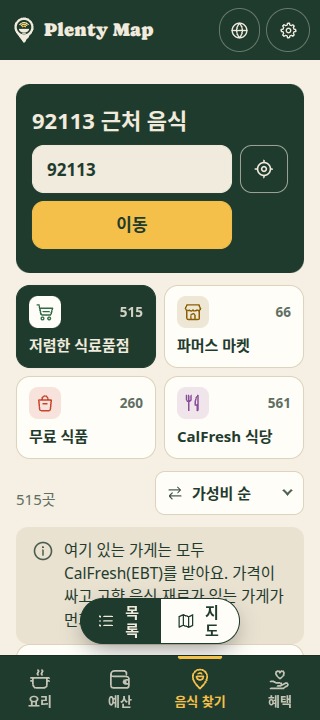 Plenty Map
92113 근처 음식
92113
이동
515
저렴한 식료품점
66
파머스 마켓
260
무료 식품
561
CalFresh 식당
515곳
가성비 순
여기 있는 가게는 모두
CalFresh(EBT)를 받아요. 가격이
싸고 고향 음식 재료가 있는 가게가
먼저
목록
지도
요리
예산
음식 찾기
혜택